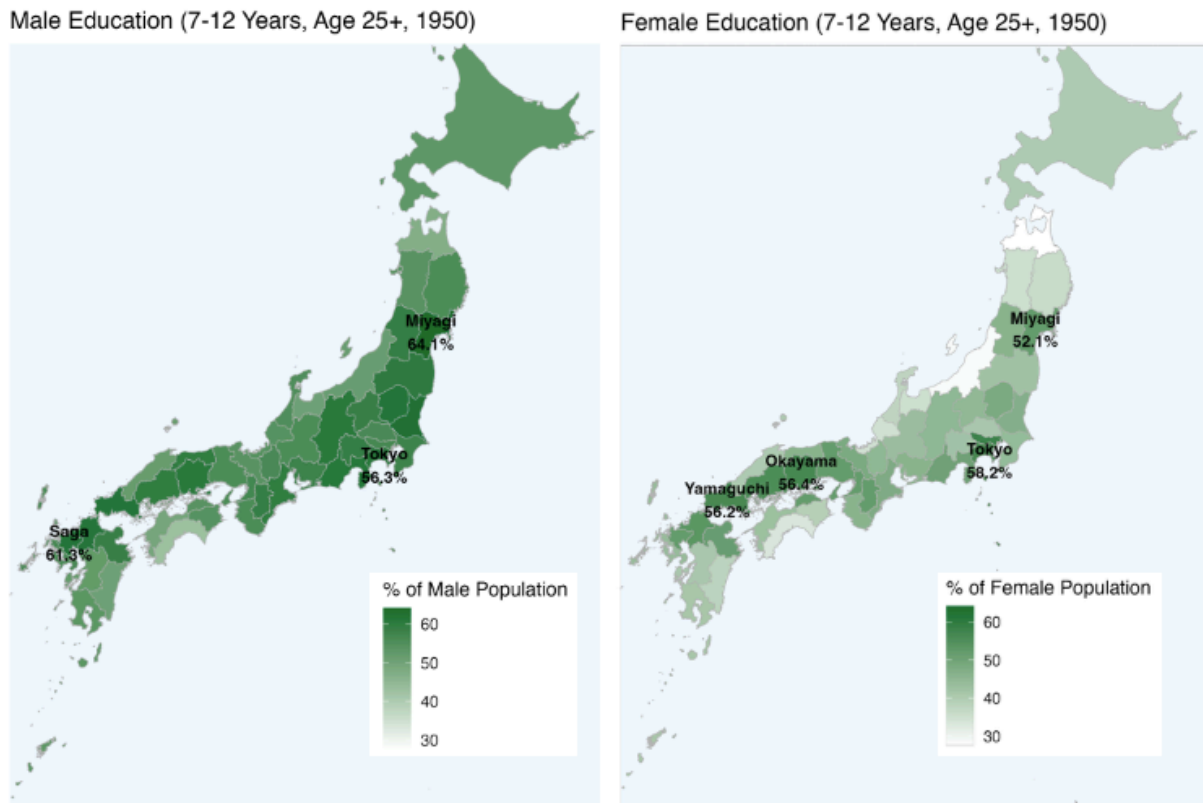 Male Education (7-12 Years, Age 25+, 1950)
Miyagi
64.1%
Tokyo
56.3%
Saga
61.3%
% of Male Population
60
50
40
30
Female Education (7-12 Years, Age 25+, 1950)
Miyagi
52.1%
Okayama
56.4%
Tokyo
58.2%
Yamaguchi
56.2%
% of Female Population
60
50
40
30